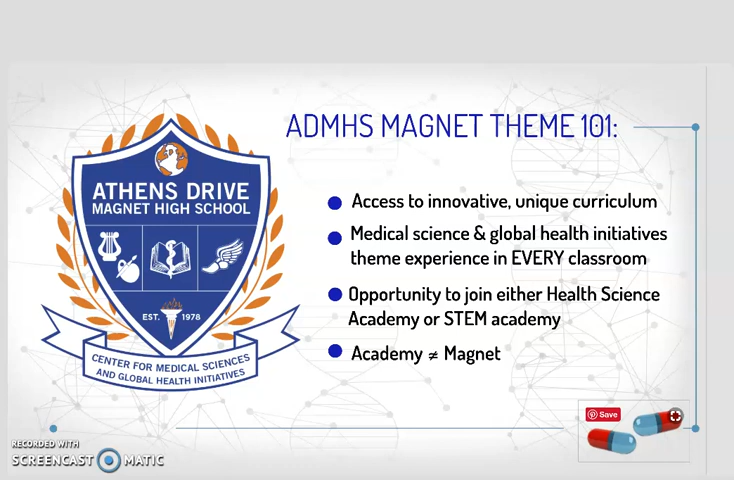 ADMHS MAGNET THEME 101:
ATHENS DRIVE
MAGNET HIGH SCHOOL
EST. 1978
CENTER FOR MEDICAL SCIENCES
AND GLOBAL HEALTH INITIATIVES
Access to innovative, unique curriculum
Medical science & global health initiatives
theme experience in EVERY classroom
Opportunity to join either Health Science
Academy or STEM academy
Academy ≠ Magnet
Save
RECORDED WITH
SCREENCAST MATIC